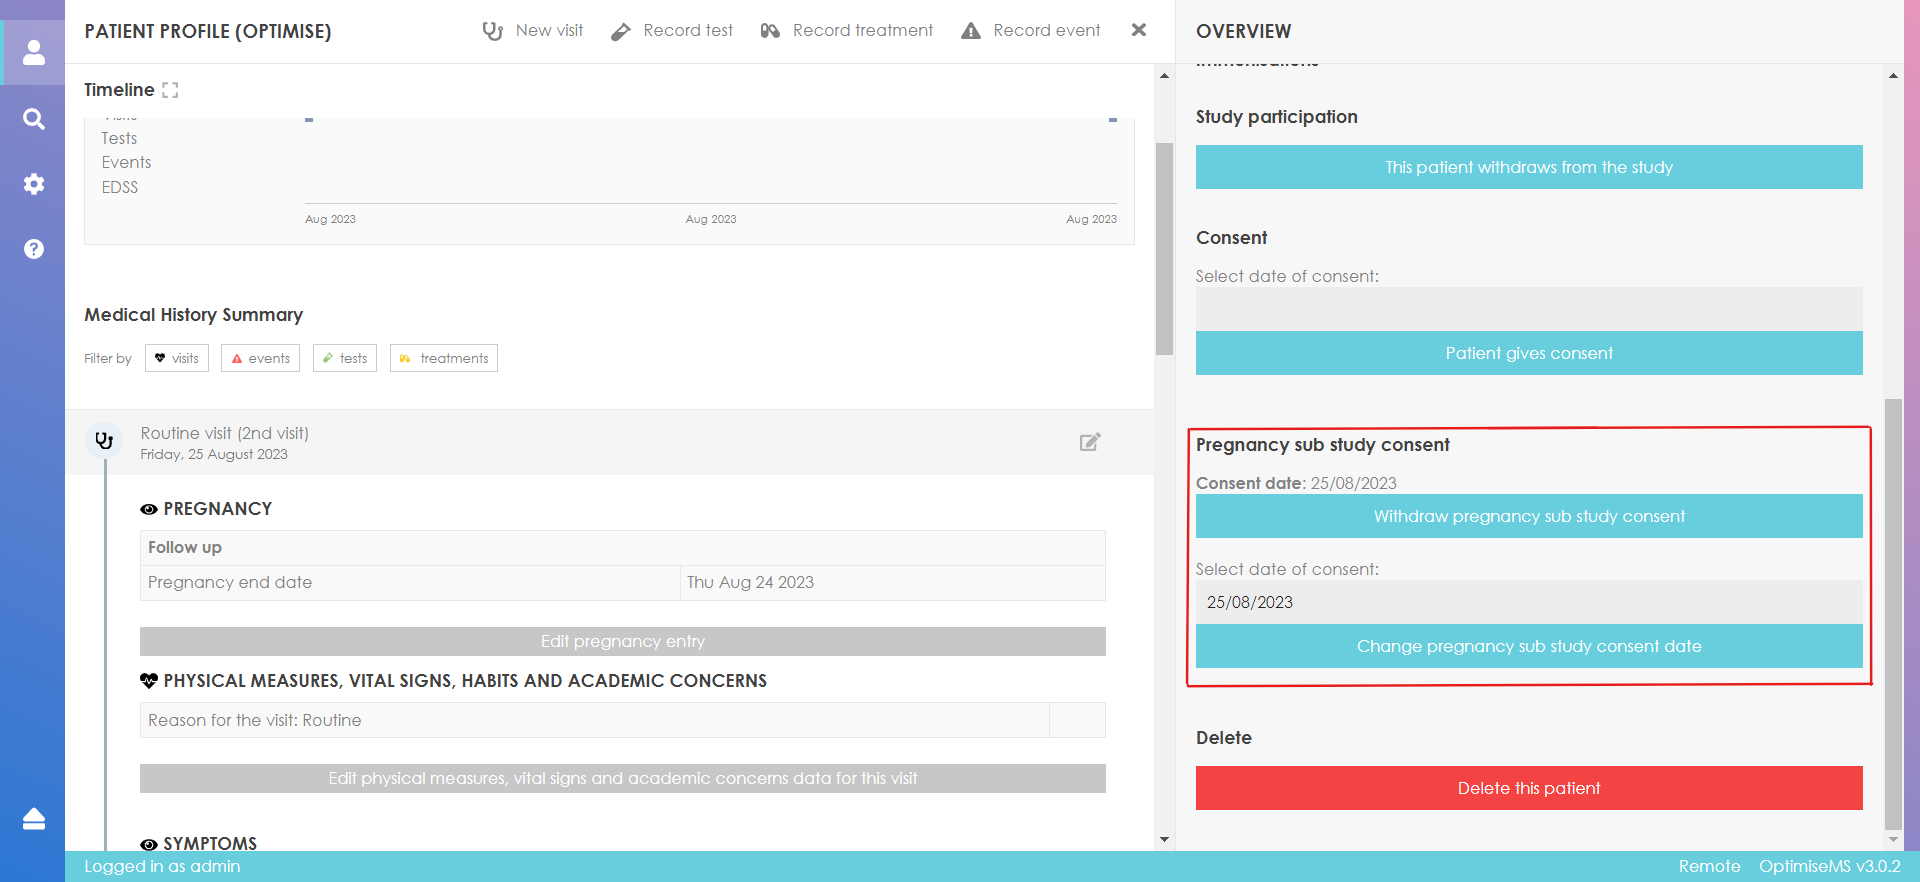 PATIENT PROFILE (OPTIMISE)
New visit
Record test
Record treatment
Record event
Timeline
Tests
Events
EDSS
Aug 2023
Aug 2023
Aug 2023
Medical History Summary
Filter by
visits
events
tests
treatments
Routine visit (2nd visit)
Friday, 25 August 2023
PREGNANCY
Follow up
Pregnancy end date
Thu Aug 24 2023
Edit pregnancy entry
PHYSICAL MEASURES, VITAL SIGNS, HABITS AND ACADEMIC CONCERNS
Reason for the visit: Routine
Edit physical measures, vital signs and academic concerns data for this visit
SYMPTOMS
OVERVIEW
Immunisations
Study participation
This patient withdraws from the study
Consent
Select date of consent:
Patient gives consent
Pregnancy sub study consent
Consent date: 25/08/2023
Withdraw pregnancy sub study consent
Select date of consent:
25/08/2023
Change pregnancy sub study consent date
Delete
Delete this patient
Logged in as admin
Remote
OptimiseMS v3.0.2